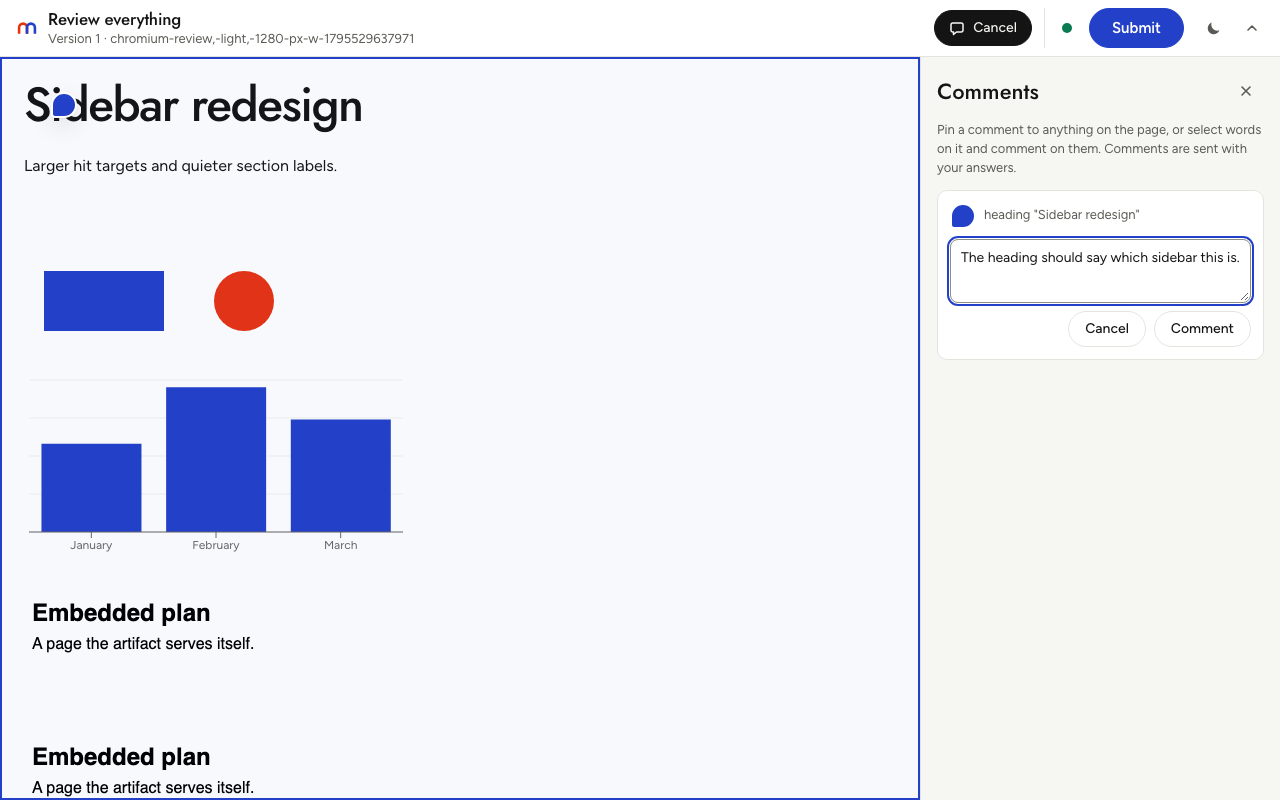 Review everything
Version 1 · chromium-review,-light,-1280-px-w-1795529637971
Cancel
Submit
Sidebar redesign
Larger hit targets and quieter section labels.
January
February
March
Embedded plan
A page the artifact serves itself.
Embedded plan
A page the artifact serves itself.
Comments
Pin a comment to anything on the page, or select words
on it and comment on them. Comments are sent with
your answers.
heading "Sidebar redesign"
The heading should say which sidebar this is.
Cancel
Comment